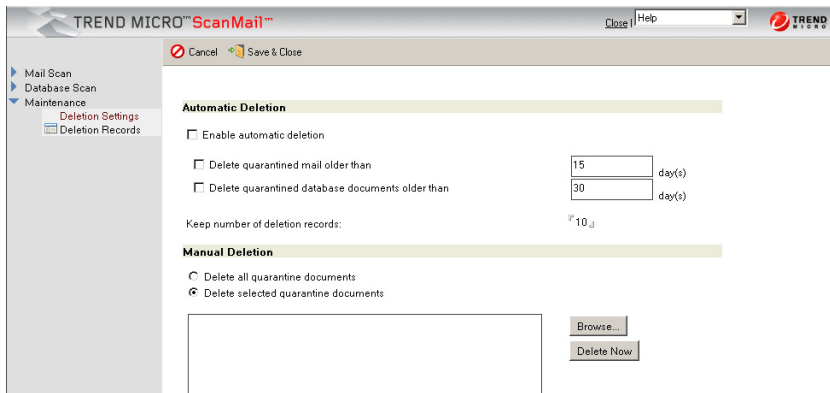 TREND MICRO™ ScanMail™
Close | Help
TREND MICRO
Cancel Save & Close
Mail Scan
Database Scan
Maintenance
Deletion Settings
Deletion Records
Automatic Deletion
Enable automatic deletion
Delete quarantined mail older than 15 day(s)
Delete quarantined database documents older than 30 day(s)
Keep number of deletion records: 10
Manual Deletion
Delete all quarantine documents
Delete selected quarantine documents
Browse...
Delete Now